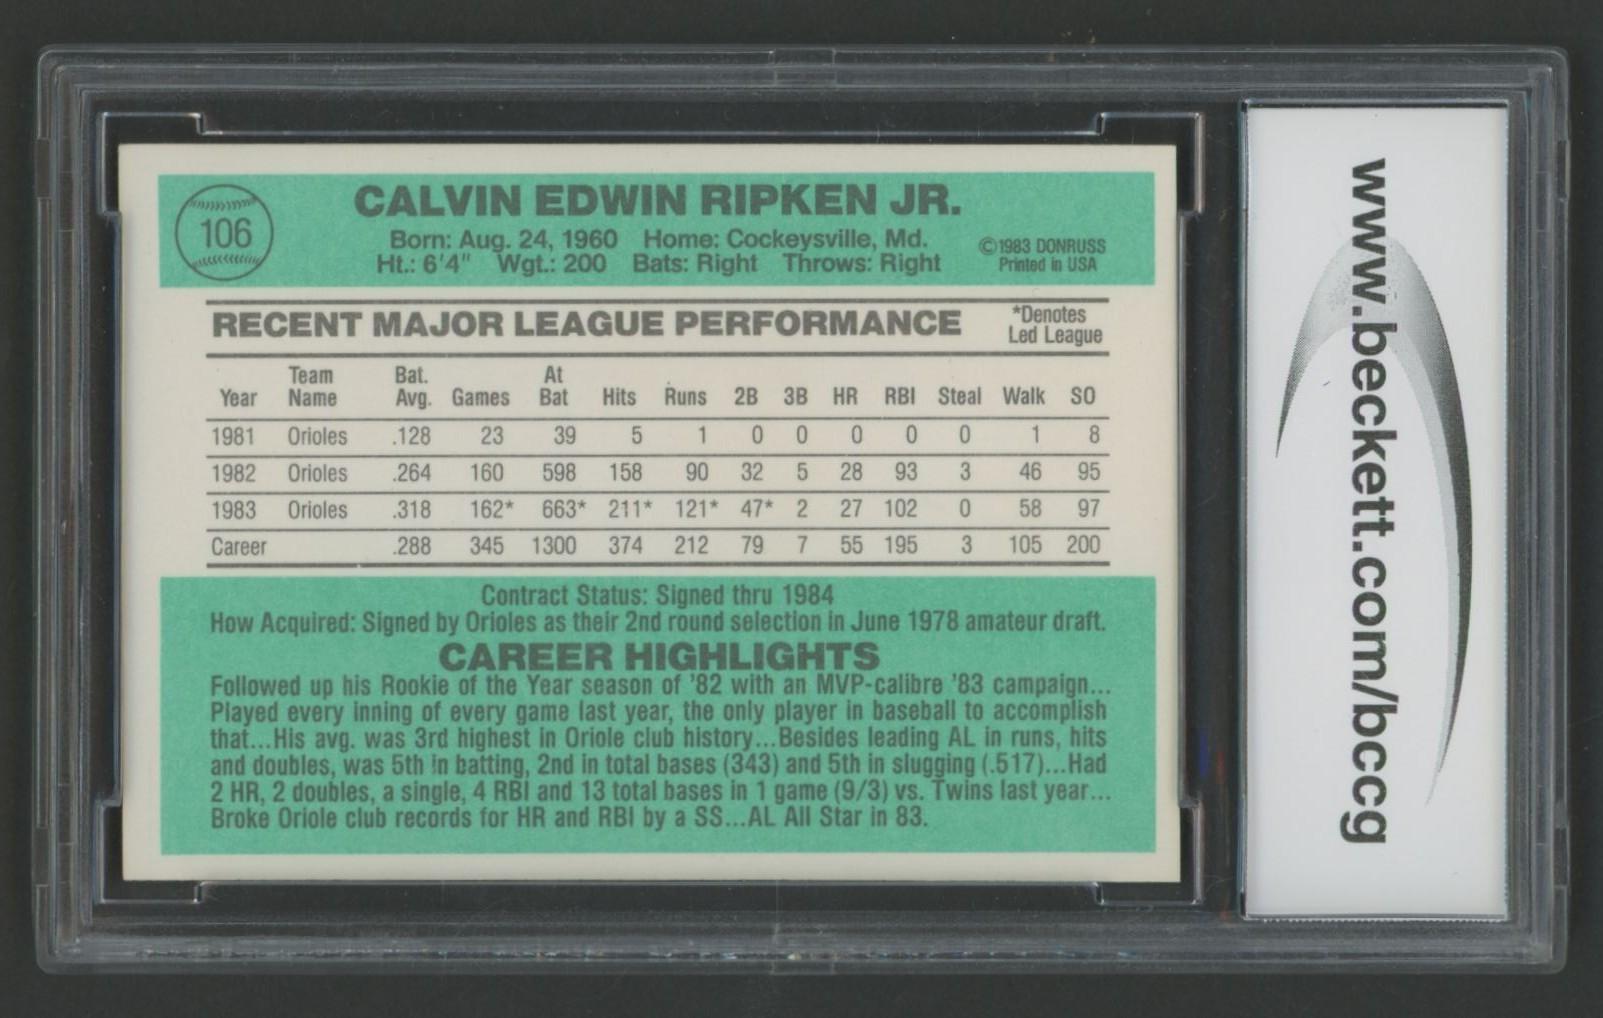 106
CALVIN EDWIN RIPKEN JR.
Born: Aug. 24, 1960 Home: Cockeysville, Md.
Ht.: 6'4" Wgt.: 200 Bats: Right Throws: Right
©1983 DONRUSS
Printed in USA
RECENT MAJOR LEAGUE PERFORMANCE
*Denotes
Led League
Year Team Name Bat. Avg. Games At Bat Hits Runs 2B 3B HR RBI Steal Walk SO
1981 Orioles .128 23 39 5 1 0 0 0 0 0 1 8
1982 Orioles .264 160 598 158 90 32 5 28 93 3 46 95
1983 Orioles .318 162* 663* 211* 121* 47* 2 27 102 0 58 97
Career .288 345 1300 374 212 79 7 55 195 3 105 200
Contract Status: Signed thru 1984
How Acquired: Signed by Orioles as their 2nd round selection in June 1978 amateur draft.
CAREER HIGHLIGHTS
Followed up his Rookie of the Year season of '82 with an MVP-calibre '83 campaign...
Played every inning of every game last year, the only player in baseball to accomplish
that...His avg. was 3rd highest in Oriole club history...Besides leading AL in runs, hits
and doubles, was 5th in batting, 2nd in total bases (343) and 5th in slugging (.517)...Had
2 HR, 2 doubles, a single, 4 RBI and 13 total bases in 1 game (9/3) vs. Twins last year...
Broke Oriole club records for HR and RBI by a SS...AL All Star in 83.
www.beckett.com/bccg